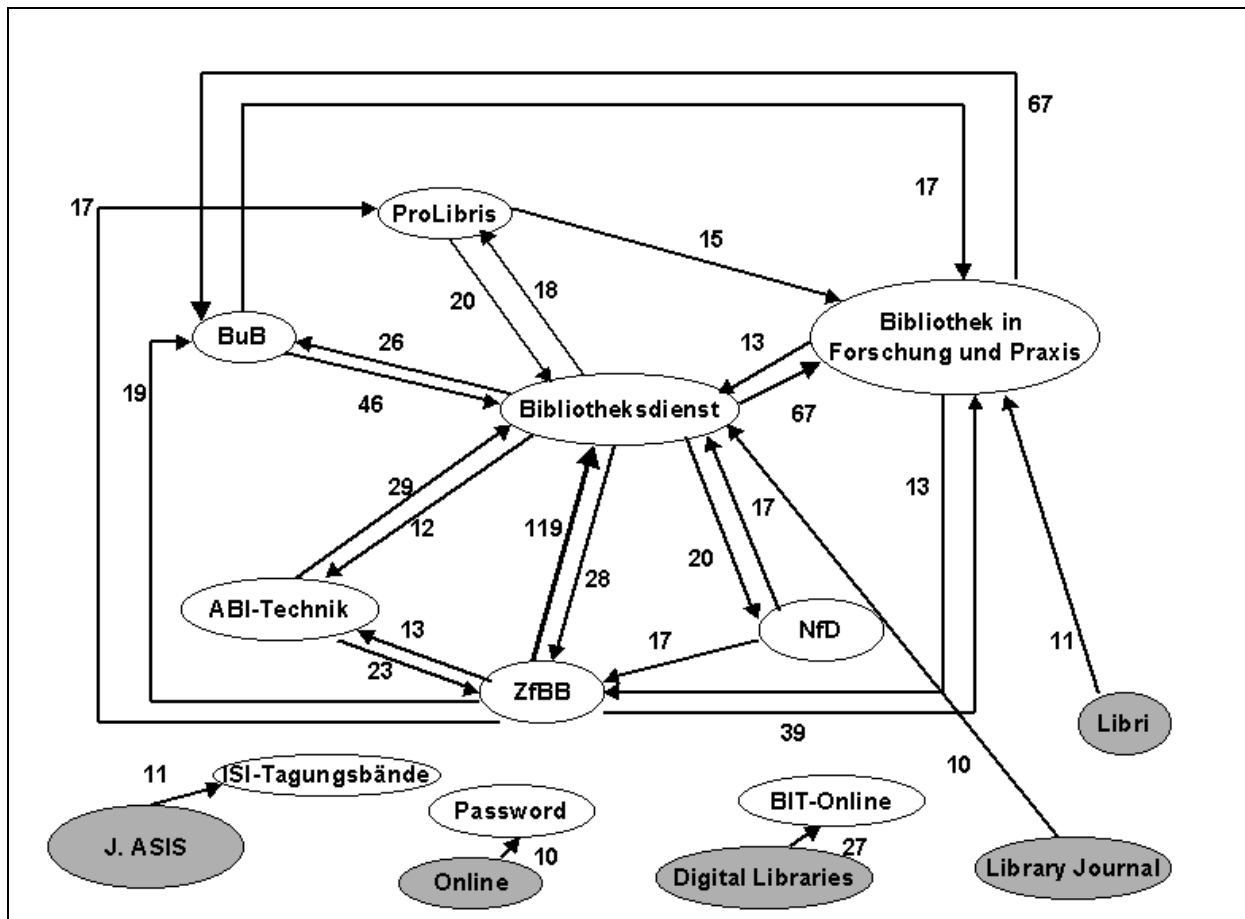 67
17
17
ProLibris
15
20
18
Bibliothek in
Forschung und Praxis
BuB
26
13
19
46
Bibliotheksdienst
67
29
12
119
17
13
20
28
ABI-Technik
13
17
NfD
23
11
ZfBB
39
Libri
10
11
ISI-Tagungsbände
Password
BIT-Online
J. ASIS
10
27
Online
Digital Libraries
Library Journal